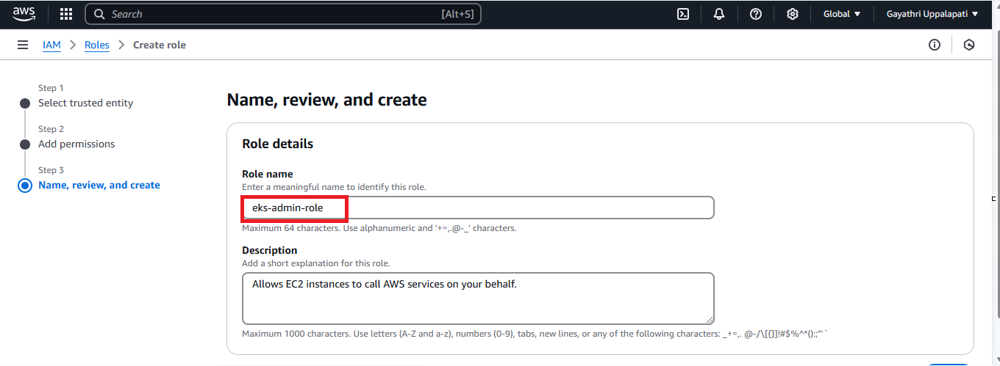 aws
Search [Alt+S] Global Gayathri Uppalapati
IAM > Roles > Create role
Step 1
Select trusted entity
Step 2
Add permissions
Step 3
Name, review, and create
Name, review, and create
Role details
Role name
Enter a meaningful name to identify this role.
eks-admin-role
Maximum 64 characters. Use alphanumeric and '+=,.@-_' characters.
Description
Add a short explanation for this role.
Allows EC2 instances to call AWS services on your behalf.
Maximum 1000 characters. Use letters (A-Z and a-z), numbers (0-9), tabs, new lines, or any of the following characters: _+=,. @-/\[{}]!#$%^*();:"'`